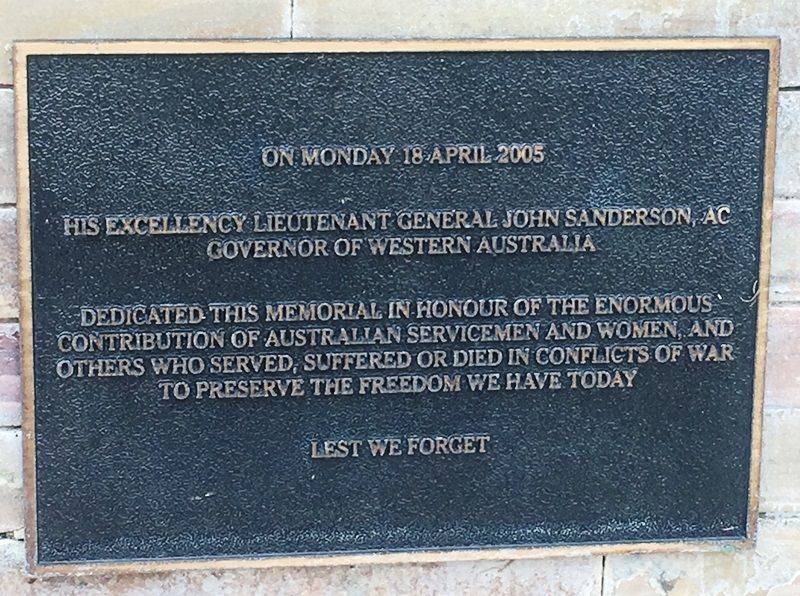 ON MONDAY 18 APRIL 2005
HIS EXCELLENCY LIEUTENANT GENERAL JOHN SANDERSON, AC
GOVERNOR OF WESTERN AUSTRALIA
DEDICATED THIS MEMORIAL IN HONOUR OF THE ENORMOUS
CONTRIBUTION OF AUSTRALIAN SERVICEMEN AND WOMEN, AND
OTHERS WHO SERVED, SUFFERED OR DIED IN CONFLICTS OF WAR
TO PRESERVE THE FREEDOM WE HAVE TODAY
LEST WE FORGET